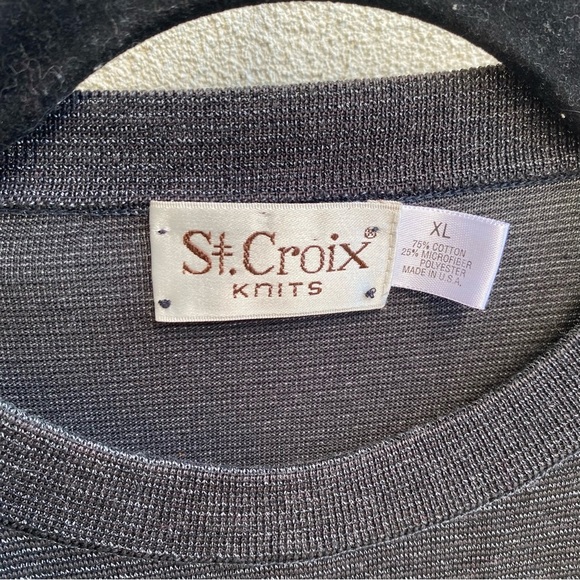 St.Croix®
KNITS
XL
75% COTTON
25% MICROFIBER
POLYESTER
MADE IN U.S.A.